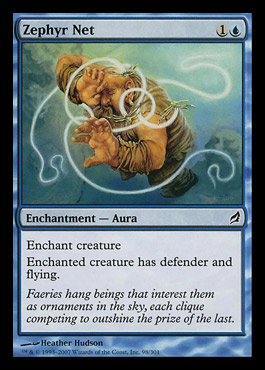 Zephyr Net 1
Enchantment — Aura
Enchant creature
Enchanted creature has defender and
flying.
Faeries hang beings that interest them
as ornaments in the sky, each clique
competing to outshine the prize of the last.
Heather Hudson
™ & © 1993–2007 Wizards of the Coast, Inc. 98/301